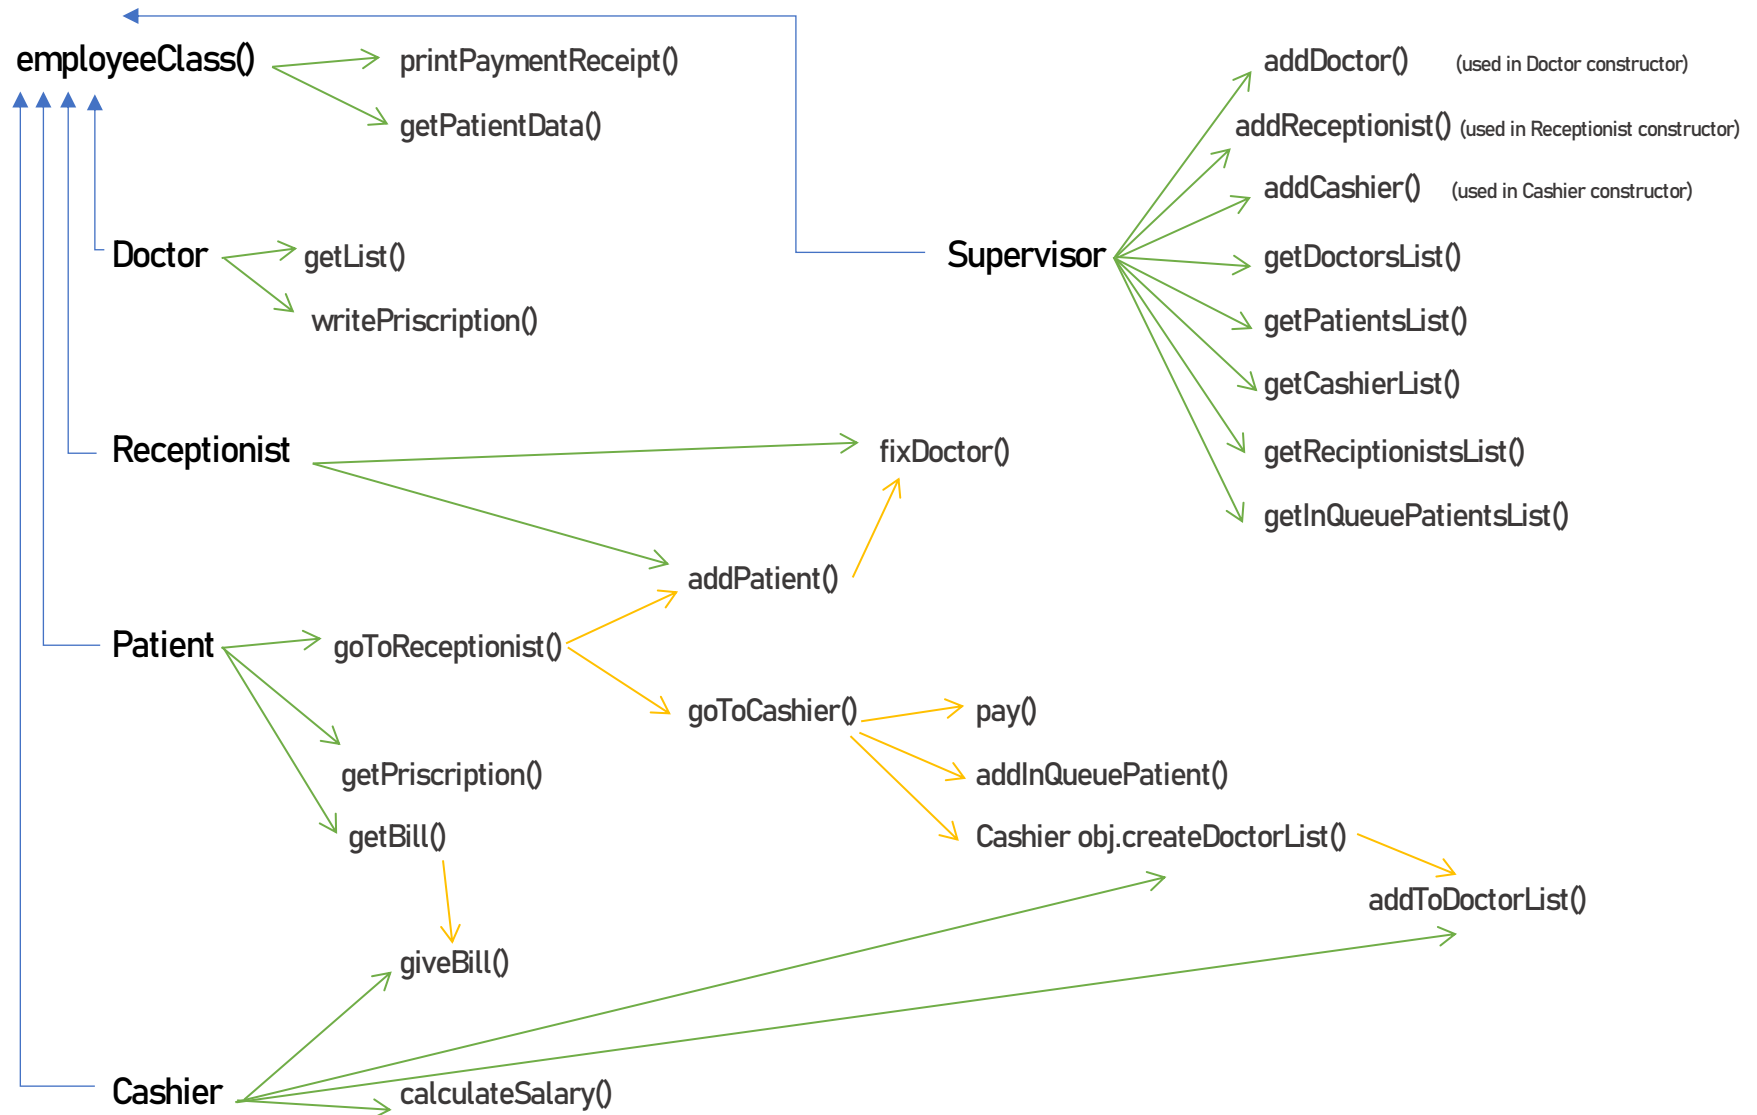 employeeClass()
printPaymentReceipt()
getPatientData()
addDoctor() (used in Doctor constructor)
addReceptionist() (used in Receptionist constructor)
addCashier() (used in Cashier constructor)
Doctor
getList()
writePriscription()
Supervisor
getDoctorsList()
getPatientsList()
getCashierList()
getReciptionistsList()
getInQueuePatientsList()
Receptionist
fixDoctor()
addPatient()
Patient
goToReceptionist()
goToCashier()
pay()
getPriscription()
addInQueuePatient()
getBill()
Cashier obj.createDoctorList()
addToDoctorList()
giveBill()
Cashier
calculateSalary()